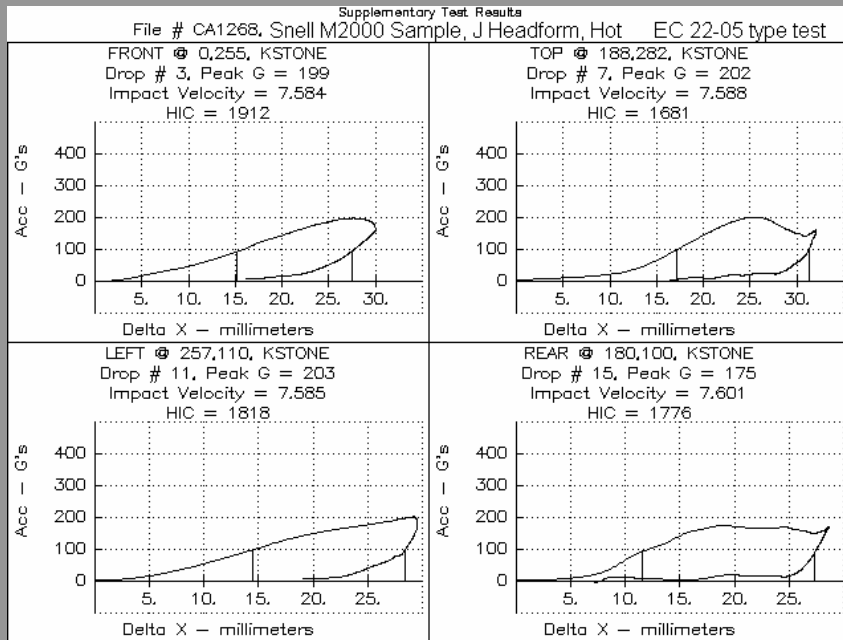 Supplementary Test Results
File # CA1268, Snell M2000 Sample, J Headform, Hot EC 22-05 type test
FRONT @ 0,255, KSTONE
Drop # 3, Peak G = 199
Impact Velocity = 7.584
HIC = 1912
Acc - G's
400
300
200
100
0
5. 10. 15. 20. 25. 30.
Delta X - millimeters
TOP @ 188,282, KSTONE
Drop # 7, Peak G = 202
Impact Velocity = 7.588
HIC = 1681
Acc - G's
400
300
200
100
0
5. 10. 15. 20. 25. 30.
Delta X - millimeters
LEFT @ 257,110, KSTONE
Drop # 11, Peak G = 203
Impact Velocity = 7.585
HIC = 1818
Acc - G's
400
300
200
100
0
5. 10. 15. 20. 25.
Delta X - millimeters
REAR @ 180,100, KSTONE
Drop # 15, Peak G = 175
Impact Velocity = 7.601
HIC = 1776
Acc - G's
400
300
200
100
0
5. 10. 15. 20. 25.
Delta X - millimeters